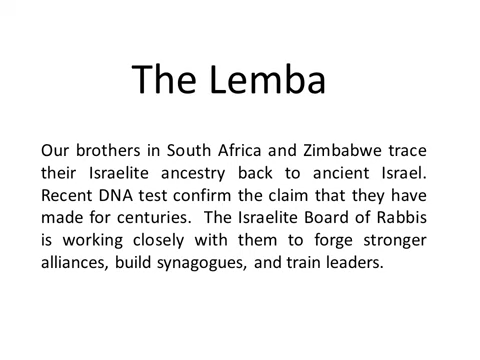 The Lemba
Our brothers in South Africa and Zimbabwe trace
their Israelite ancestry back to ancient Israel.
Recent DNA test confirm the claim that they have
made for centuries. The Israelite Board of Rabbis
is working closely with them to forge stronger
alliances, build synagogues, and train leaders.